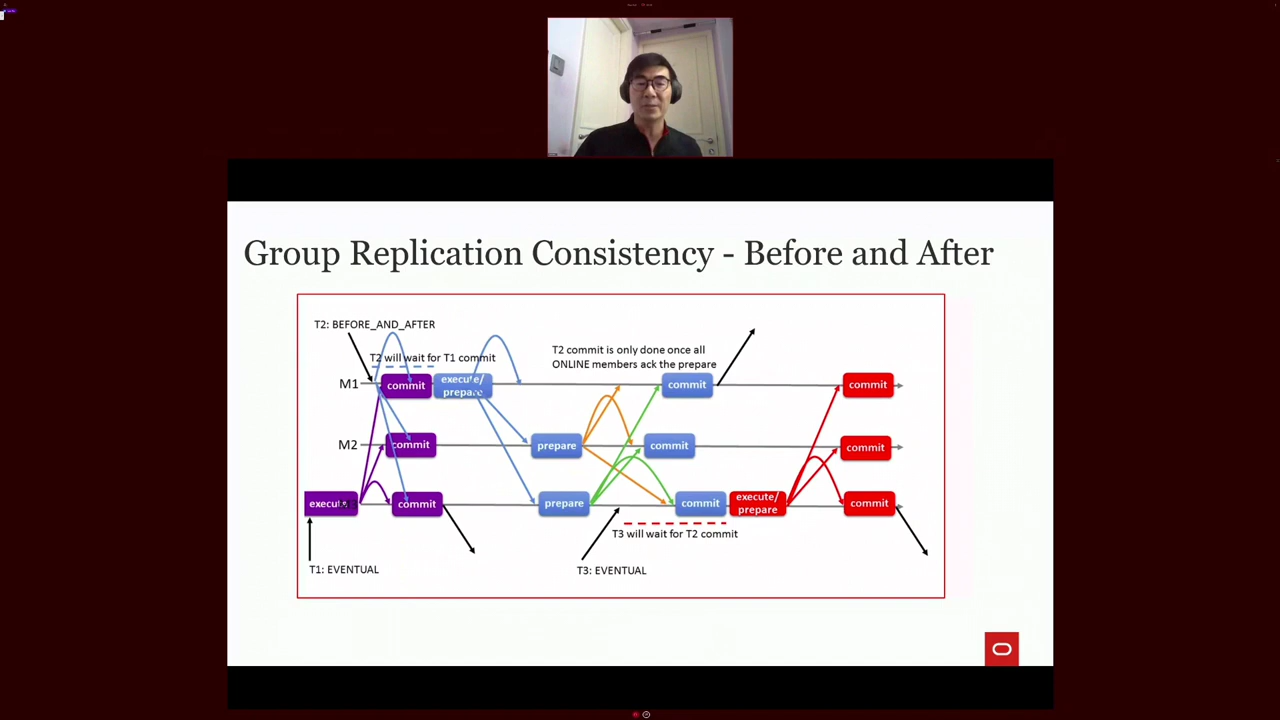 Group Replication Consistency - Before and After
T2: BEFORE_AND_AFTER
T2 will wait for T1 commit
T2 commit is only done once all
ONLINE members ack the prepare
M1
commit
execute/
prepare
commit
commit
M2
commit
prepare
commit
commit
execute
commit
prepare
commit
execute/
prepare
commit
T3 will wait for T2 commit
T1: EVENTUAL
T3: EVENTUAL